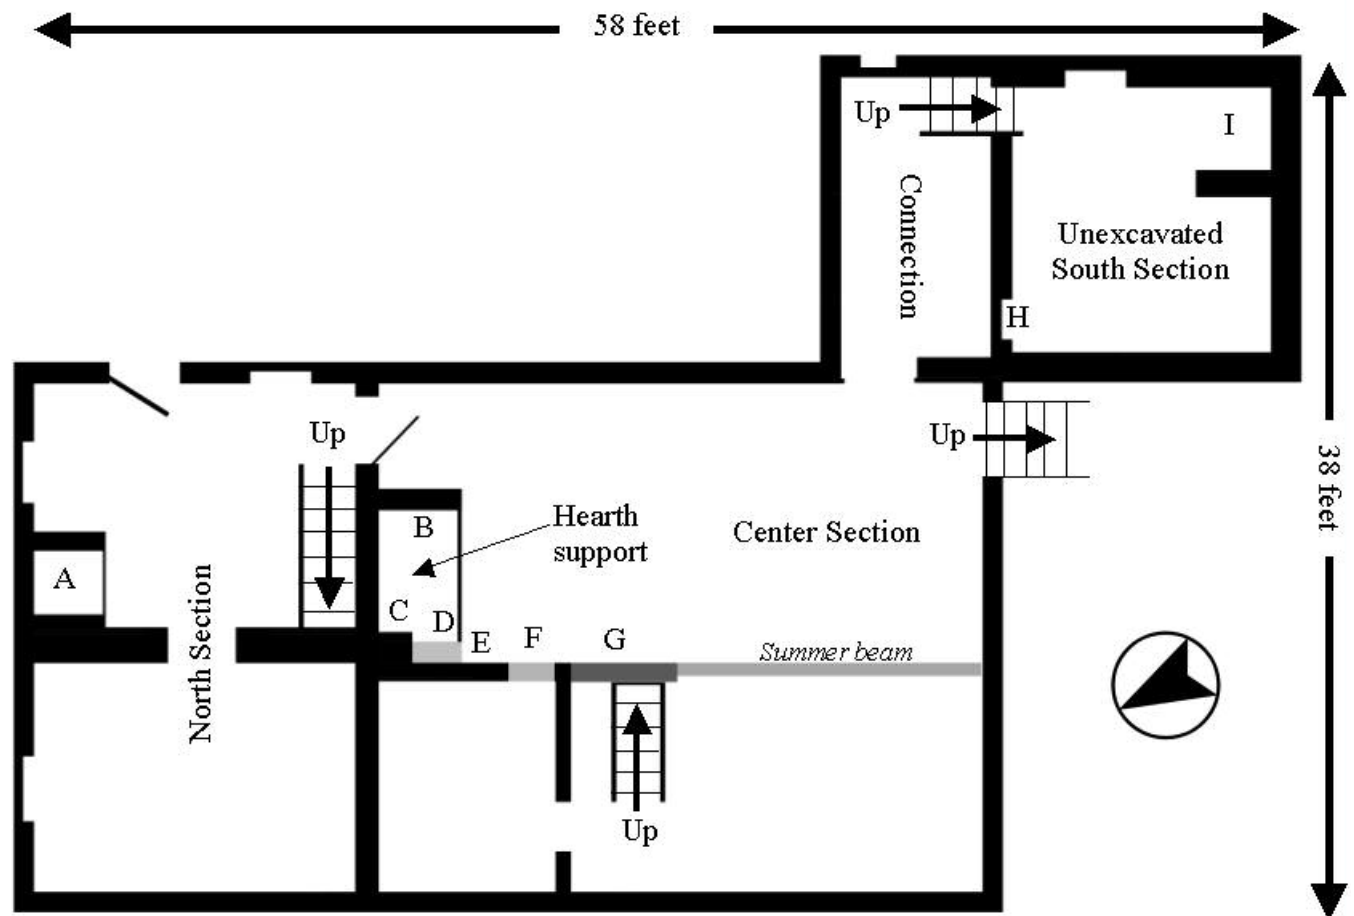 58 feet
Up
I
Connection
Unexcavated
South Section
H
38 feet
Up
Up
Hearth
support
Center Section
A
B
C
D
E
F
G
North Section
Summer beam
Up